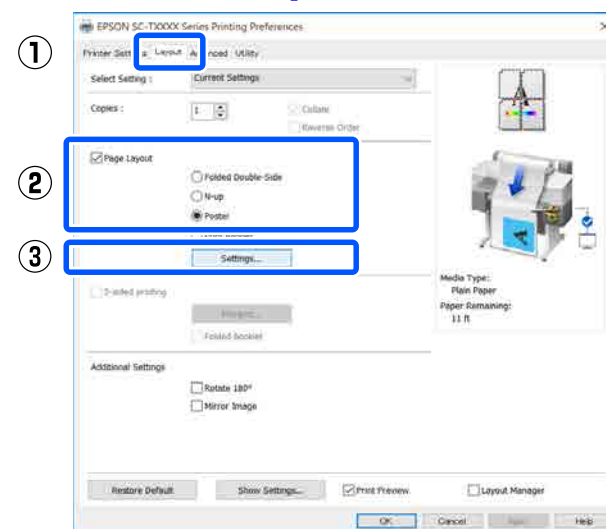 EPSON SC-TXXXX Series Printing Preferences
①
Layout
Utility
Select Setting :
Current Settings
Copies :
1
Collate
Reverse Order
②
Page Layout
Folded Double-Side
N-up
Poster
③
Settings...
Media Type:
Plain Paper
2-sided printing
Paper Remaining:
11 ft
Folded Booklet
Additional Settings
Rotate 180°
Mirror Image
Restore Default
Show Settings...
Print Preview
Layout Manager
OK
Cancel
Help